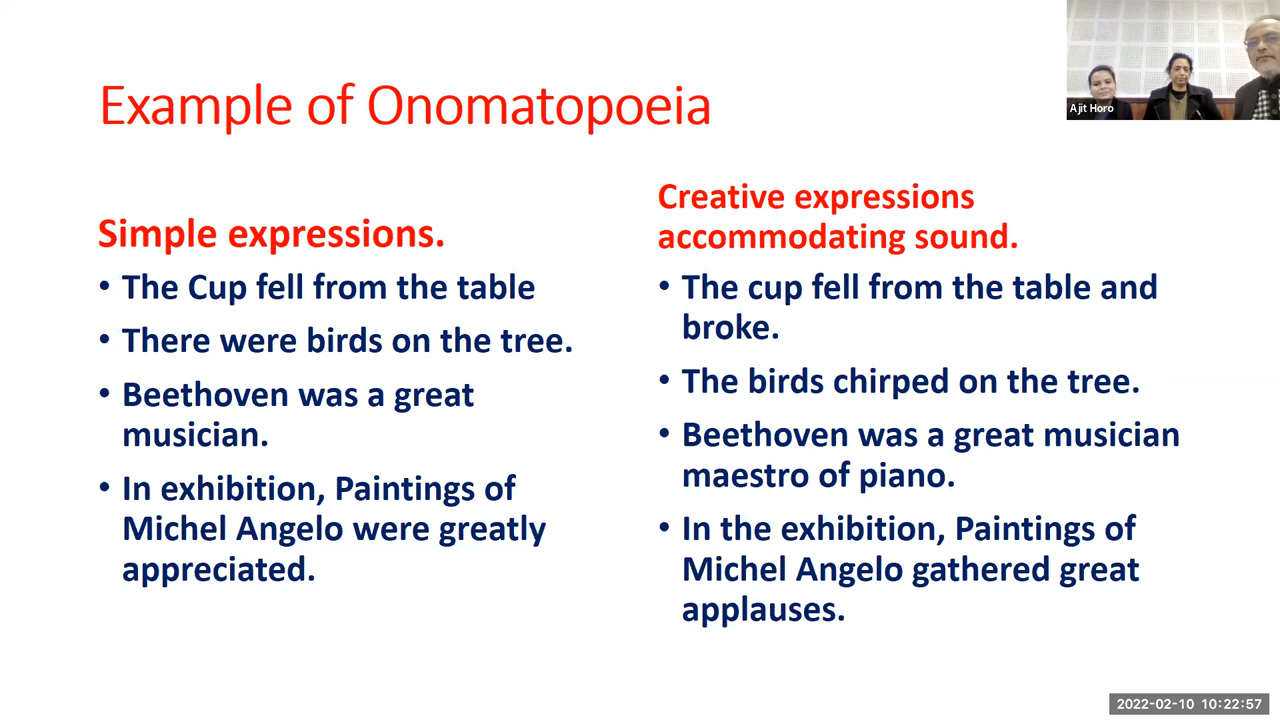 Example of Onomatopoeia
Ajit Horo
Simple expressions.
• The Cup fell from the table
• There were birds on the tree.
• Beethoven was a great
musician.
• In exhibition, Paintings of
Michel Angelo were greatly
appreciated.
Creative expressions
accommodating sound.
• The cup fell from the table and
broke.
• The birds chirped on the tree.
• Beethoven was a great musician
maestro of piano.
• In the exhibition, Paintings of
Michel Angelo gathered great
applauses.
2022-02-10 10:22:57